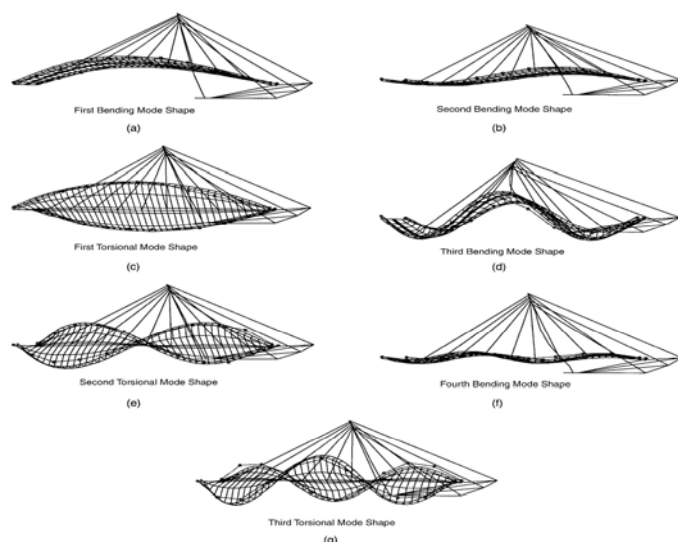 First Bending Mode Shape
(a)
Second Bending Mode Shape
(b)
First Torsional Mode Shape
(c)
Third Bending Mode Shape
(d)
Second Torsional Mode Shape
(e)
Fourth Bending Mode Shape
(f)
Third Torsional Mode Shape
(g)